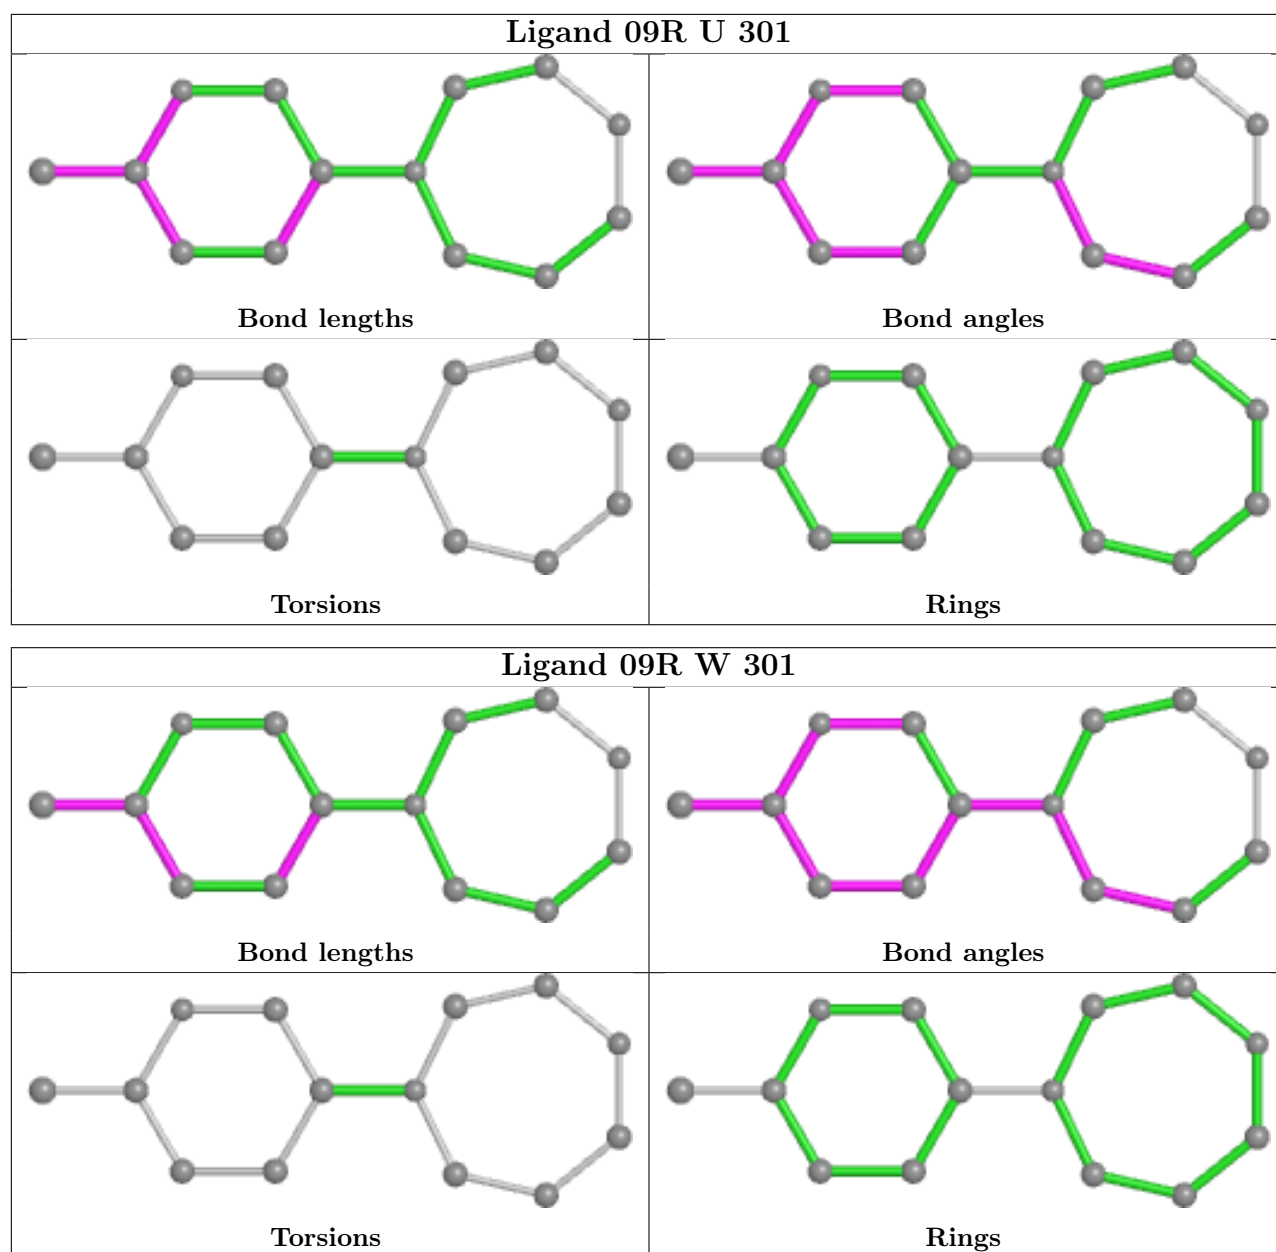 Ligand 09R U 301
Bond lengths
Bond angles
Torsions
Rings
Ligand 09R W 301
Bond lengths
Bond angles
Torsions
Rings